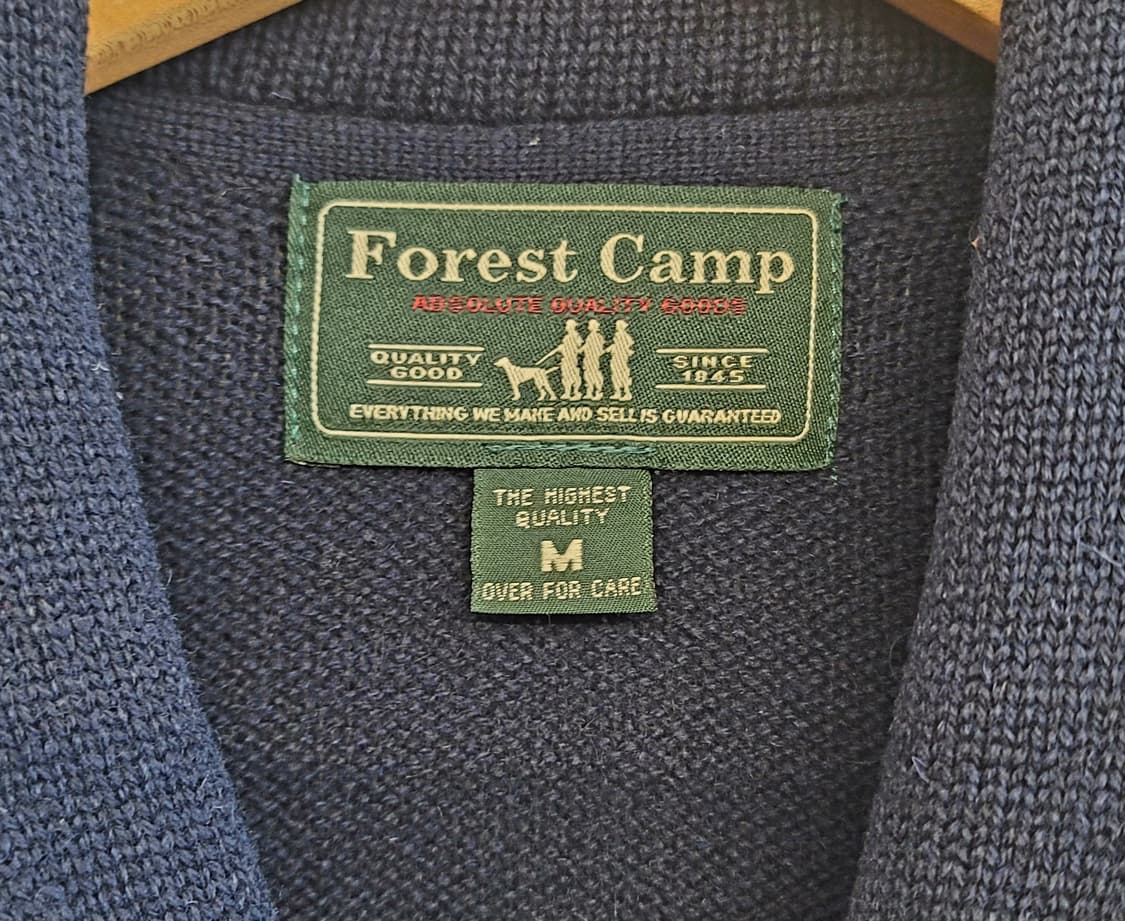 Forest Camp
ABSOLUTE QUALITY GOODS
QUALITY
GOOD
SINCE
1845
EVERYTHING WE MAKE AND SELL IS GUARANTEED
THE HIGHEST
QUALITY
M
OVER FOR CARE